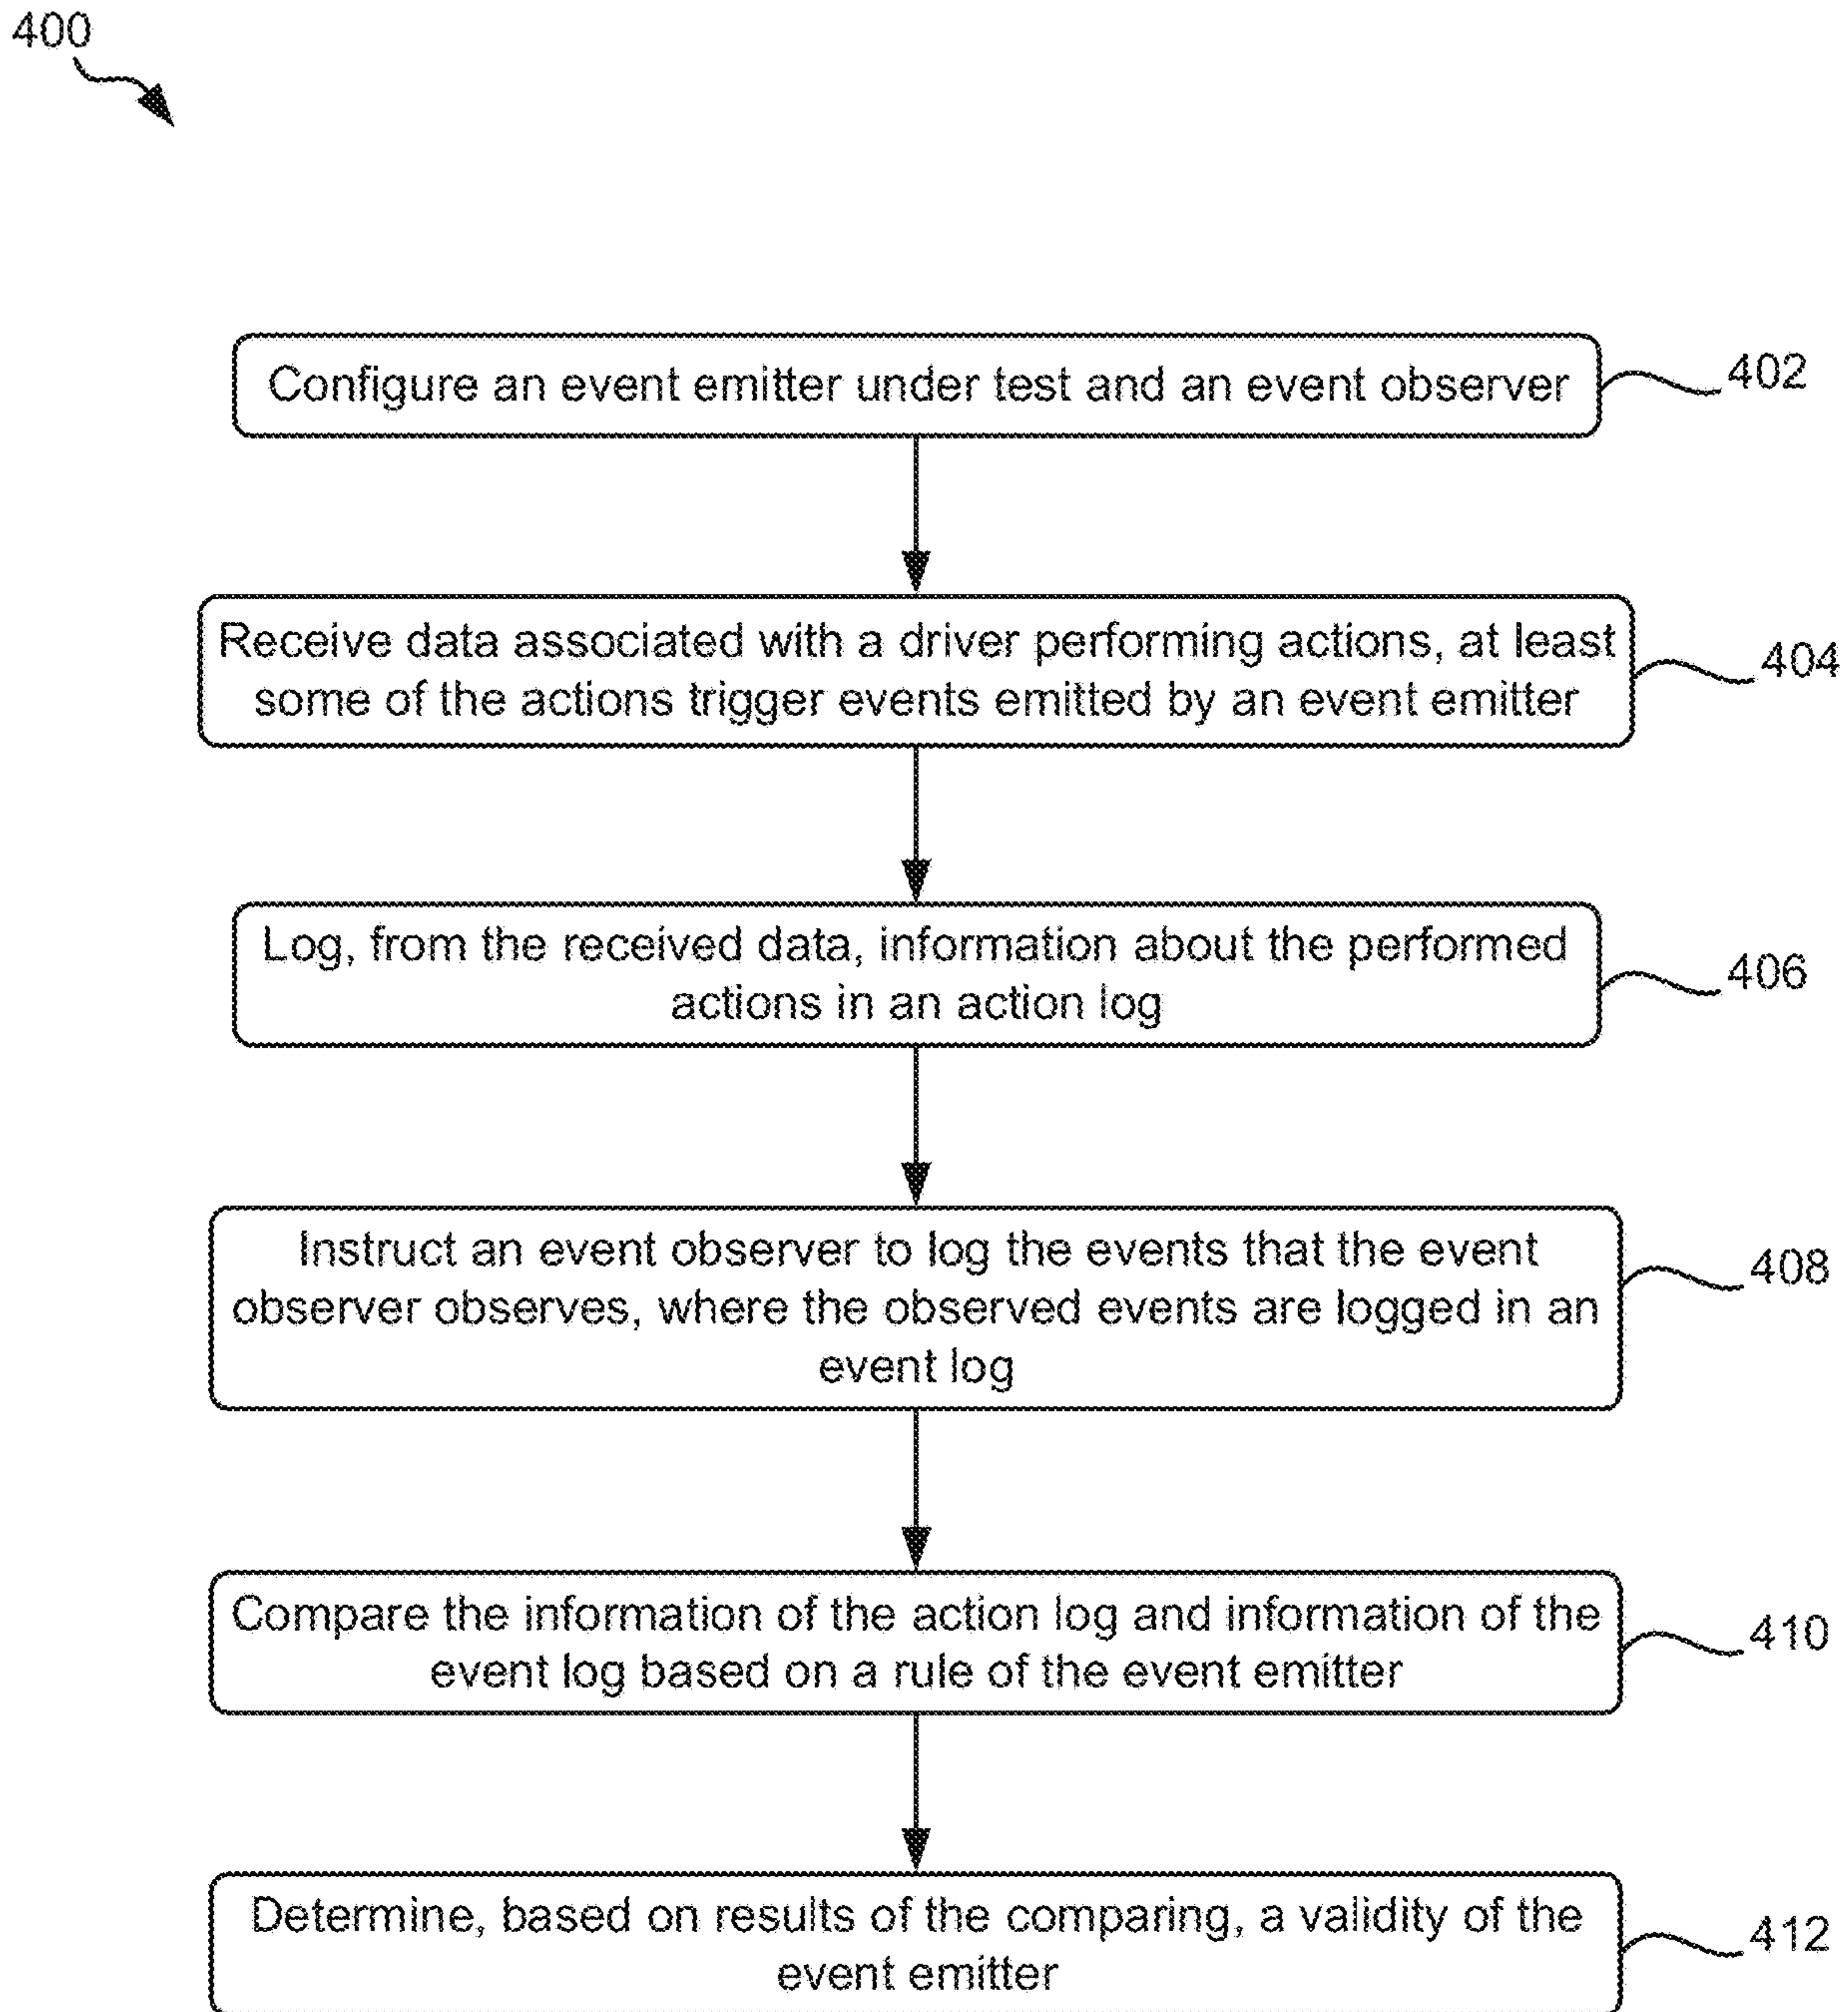 400
Configure an event emitter under test and an event observer
402
Receive data associated with a driver performing actions, at least
some of the actions trigger events emitted by an event emitter
404
Log, from the received data, information about the performed
actions in an action log
406
Instruct an event observer to log the events that the event
observer observes, where the observed events are logged in an
event log
408
Compare the information of the action log and information of the
event log based on a rule of the event emitter
410
Determine, based on results of the comparing, a validity of the
event emitter
412